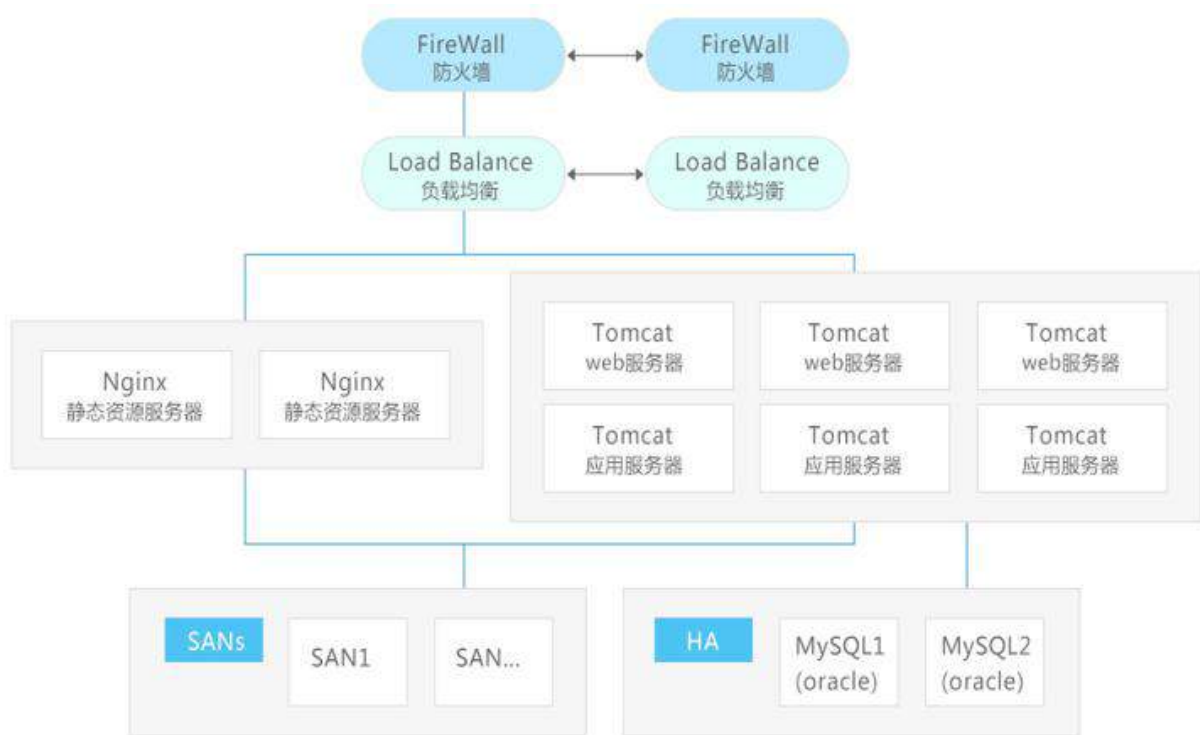 FireWall
防火墙
FireWall
防火墙
Load Balance
负载均衡
Load Balance
负载均衡
Nginx
静态资源服务器
Nginx
静态资源服务器
Tomcat
web服务器
Tomcat
web服务器
Tomcat
web服务器
Tomcat
应用服务器
Tomcat
应用服务器
Tomcat
应用服务器
SANs
SAN1
SAN...
HA
MySQL1
(oracle)
MySQL2
(oracle)